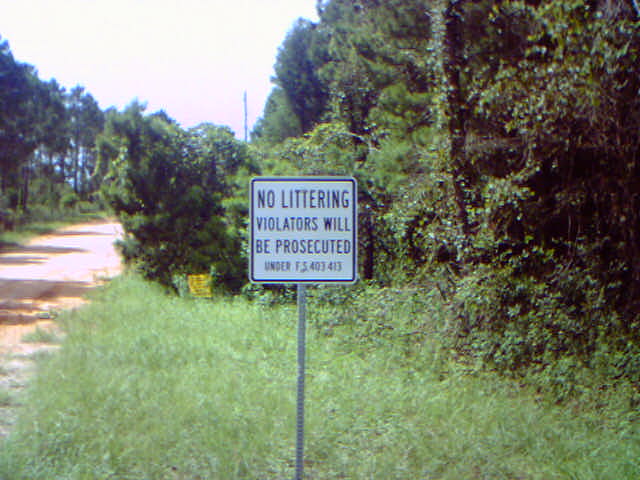 NO LITTERING
VIOLATORS WILL
BE PROSECUTED
UNDER F.S. 403 413